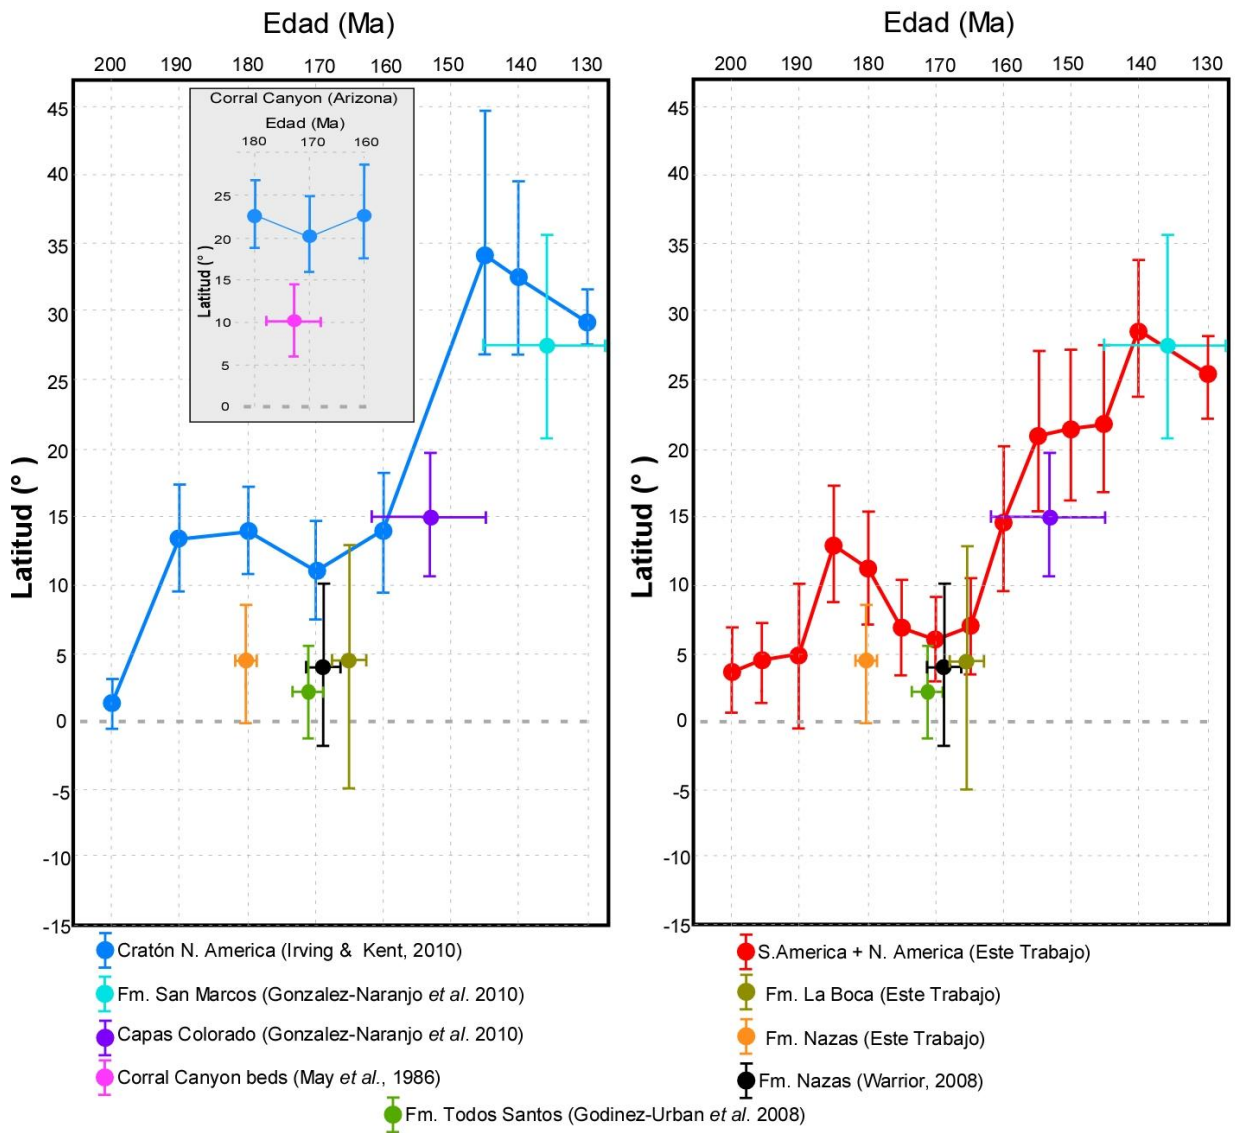 Edad (Ma)
200 190 180 170 160 150 140 130
45
40
35
30
25
20
15
10
5
0
-5
-10
-15
Latitud (° )
Corral Canyon (Arizona)
Edad (Ma)
180 170 160
25
20
15
10
5
0
Latitud (° )
Edad (Ma)
200 190 180 170 160 150 140 130
45
40
35
30
25
20
15
10
5
0
-5
-10
-15
Latitud (° )
Cratón N. America (Irving & Kent, 2010)
Fm. San Marcos (Gonzalez-Naranjo et al. 2010)
Capas Colorado (Gonzalez-Naranjo et al. 2010)
Corral Canyon beds (May et al., 1986)
S.America + N. America (Este Trabajo)
Fm. La Boca (Este Trabajo)
Fm. Nazas (Este Trabajo)
Fm. Nazas (Warrior, 2008)
Fm. Todos Santos (Godinez-Urban et al. 2008)